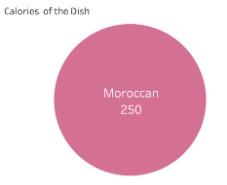 Calories of the Dish
Moroccan
250